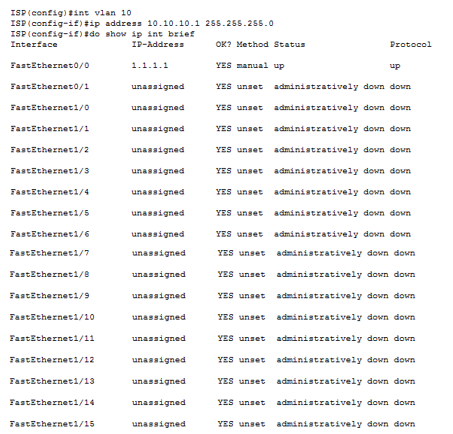 ISP(config)#int vlan 10
ISP(config-if)#ip address 10.10.10.1 255.255.255.0
ISP(config-if)#do show ip int brief
Interface IP-Address OK? Method Status Protocol
FastEthernet0/0 1.1.1.1 YES manual up up
FastEthernet0/1 unassigned YES unset administratively down down
FastEthernet1/0 unassigned YES unset administratively down down
FastEthernet1/1 unassigned YES unset administratively down down
FastEthernet1/2 unassigned YES unset administratively down down
FastEthernet1/3 unassigned YES unset administratively down down
FastEthernet1/4 unassigned YES unset administratively down down
FastEthernet1/5 unassigned YES unset administratively down down
FastEthernet1/6 unassigned YES unset administratively down down
FastEthernet1/7 unassigned YES unset administratively down down
FastEthernet1/8 unassigned YES unset administratively down down
FastEthernet1/9 unassigned YES unset administratively down down
FastEthernet1/10 unassigned YES unset administratively down down
FastEthernet1/11 unassigned YES unset administratively down down
FastEthernet1/12 unassigned YES unset administratively down down
FastEthernet1/13 unassigned YES unset administratively down down
FastEthernet1/14 unassigned YES unset administratively down down
FastEthernet1/15 unassigned YES unset administratively down down